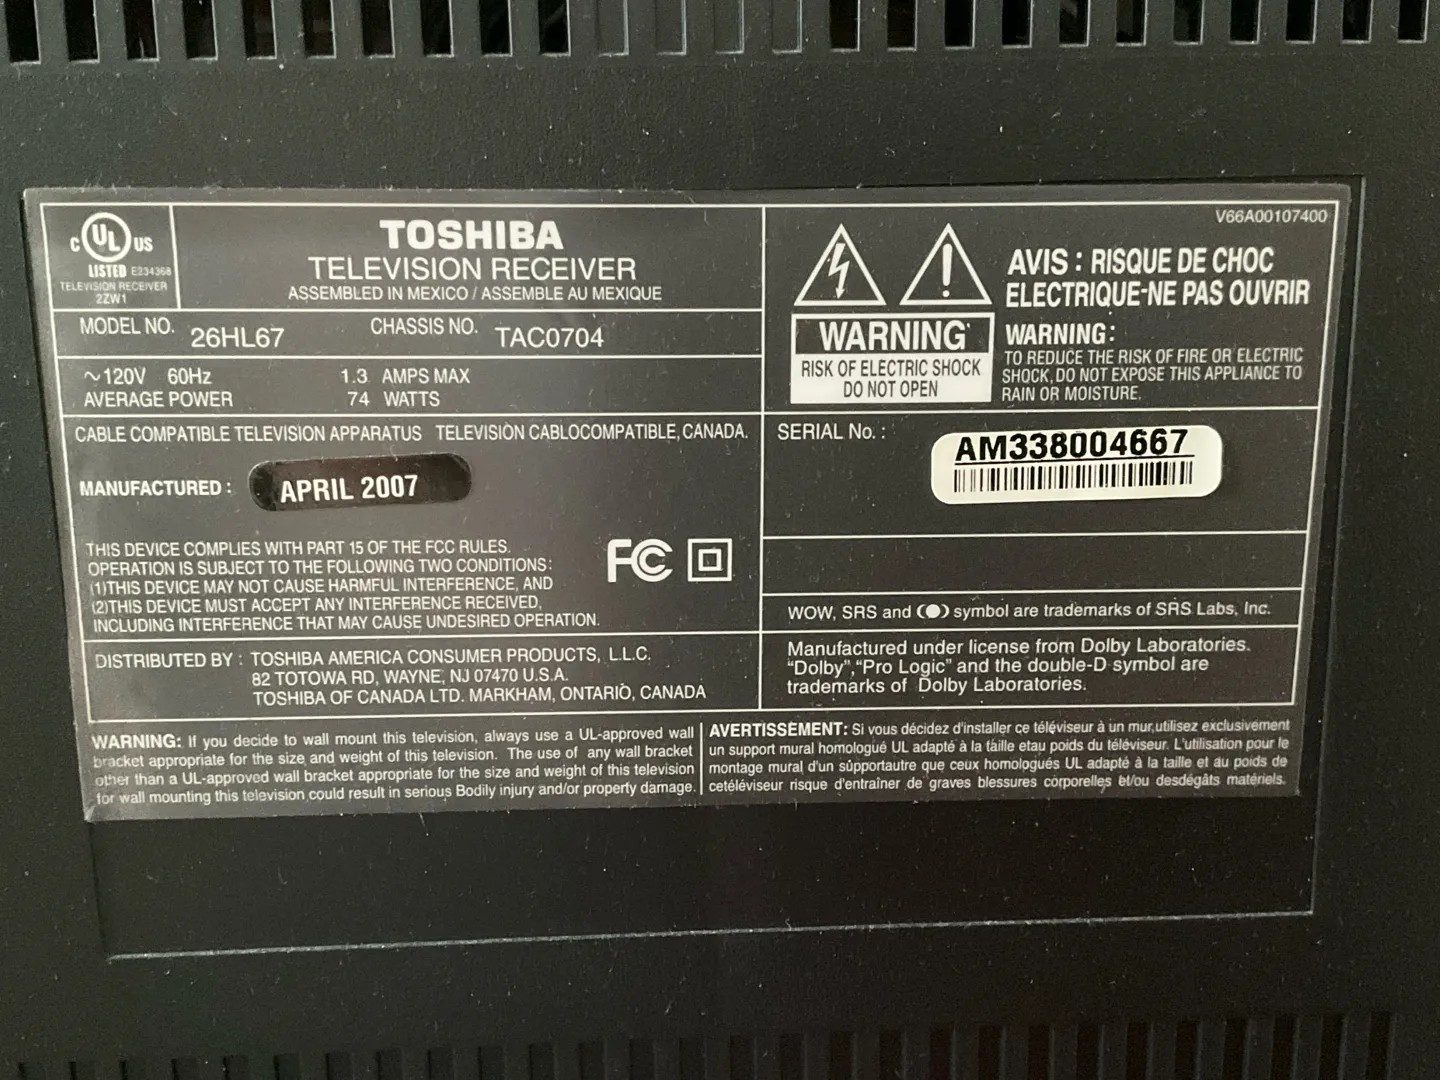 C UL US
LISTED E234368
TELEVISION RECEIVER
2ZW1
TOSHIBA
TELEVISION RECEIVER
ASSEMBLED IN MEXICO / ASSEMBLE AU MEXIQUE
MODEL NO. 26HL67 CHASSIS NO. TAC0704
~120V 60Hz 1.3 AMPS MAX
AVERAGE POWER 74 WATTS
CABLE COMPATIBLE TELEVISION APPARATUS TELEVISIÒN CABLOCOMPATIBLE, CANADA.
MANUFACTURED : APRIL 2007
THIS DEVICE COMPLIES WITH PART 15 OF THE FCC RULES.
OPERATION IS SUBJECT TO THE FOLLOWING TWO CONDITIONS:
(1)THIS DEVICE MAY NOT CAUSE HARMFUL INTERFERENCE, AND
(2)THIS DEVICE MUST ACCEPT ANY INTERFERENCE RECEIVED,
INCLUDING INTERFERENCE THAT MAY CAUSE UNDESIRED OPERATION.
FC
DISTRIBUTED BY : TOSHIBA AMERICA CONSUMER PRODUCTS, L.L.C.
82 TOTOWA RD, WAYNE, NJ 07470 U.S.A.
TOSHIBA OF CANADA LTD. MARKHAM, ONTARIÒ, CANADA
V66A00107400
AVIS : RISQUE DE CHOC
ELECTRIQUE-NE PAS OUVRIR
WARNING
RISK OF ELECTRIC SHOCK
DO NOT OPEN
WARNING:
TO REDUCE THE RISK OF FIRE OR ELECTRIC
SHOCK, DO NOT EXPOSE THIS APPLIANCE TO
RAIN OR MOISTURE.
SERIAL No. : AM338004667
WOW, SRS and (●) symbol are trademarks of SRS Labs, Inc.
Manufactured under license from Dolby Laboratories.
"Dolby","Pro Logic" and the double-D symbol are
trademarks of Dolby Laboratories.
WARNING: If you decide to wall mount this television, always use a UL-approved wall
bracket appropriate for the size and weight of this television. The use of any wall bracket
other than a UL-approved wall bracket appropriate for the size and weight of this television
for wall mounting this television could result in serious Bodily injury and/or property damage.
AVERTISSEMENT: Si vous décidez d'installer ce téléviseur à un mur,utilisez exclusivement
un support mural homologué UL adapté à la taille etau poids du téléviseur. L'utilisation pour le
montage mural d'un supportautre que ceux homologués UL adapté à la taille et au poids de
cetéléviseur risque d'entraîner de graves blessures corporelles et/ou desdégâts matériels.